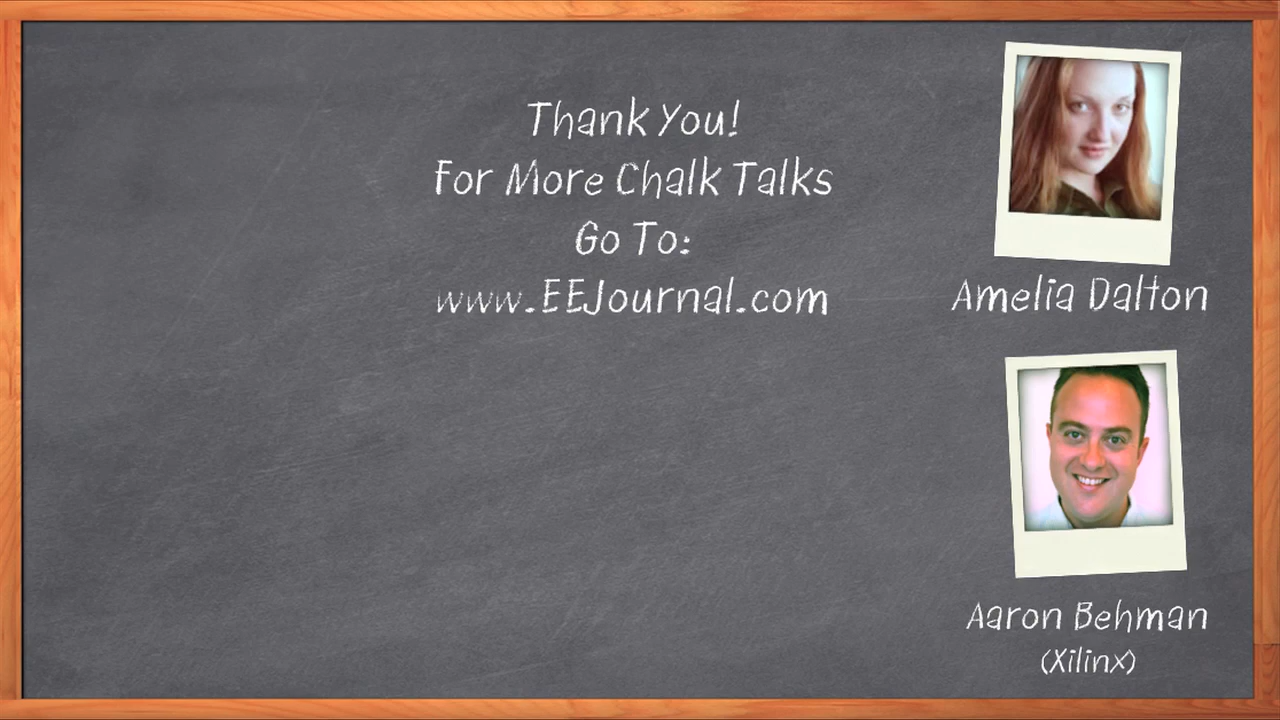 Thank You!
For More Chalk Talks
Go To:
www.EEJournal.com
Amelia Dalton
Aaron Behman
(Xilinx)